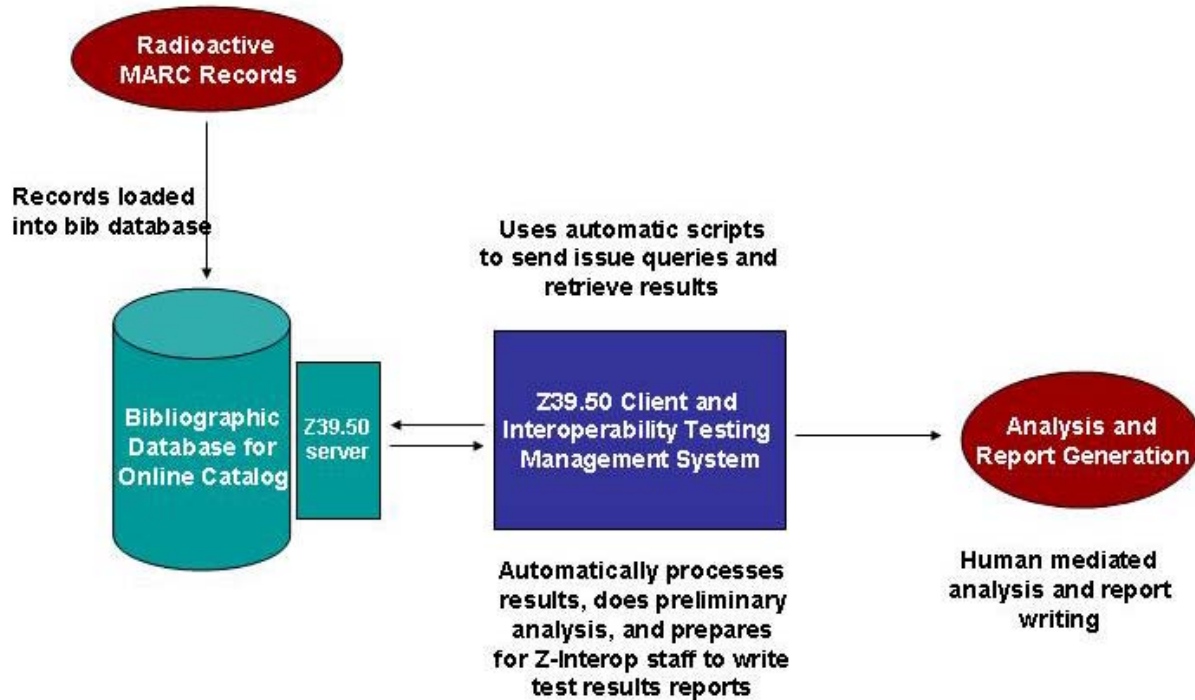 Radioactive
MARC Records
Records loaded
into bib database
Uses automatic scripts
to send issue queries and
retrieve results
Bibliographic
Database for
Online Catalog
Z39.50
server
Z39.50 Client and
Interoperability Testing
Management System
Analysis and
Report Generation
Automatically processes
results, does preliminary
analysis, and prepares
for Z-Interop staff to write
test results reports
Human mediated
analysis and report
writing